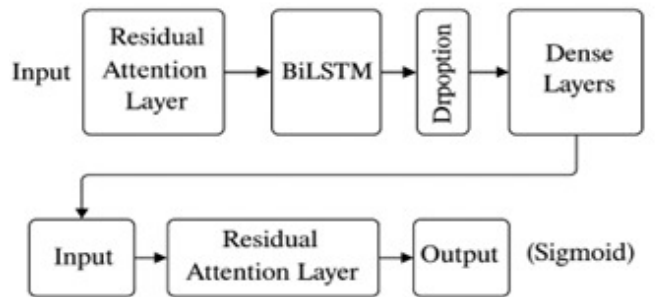 Input
Residual
Attention
Layer
BiLSTM
Drpoption
Dense
Layers
Input
Residual
Attention Layer
Output
(Sigmoid)